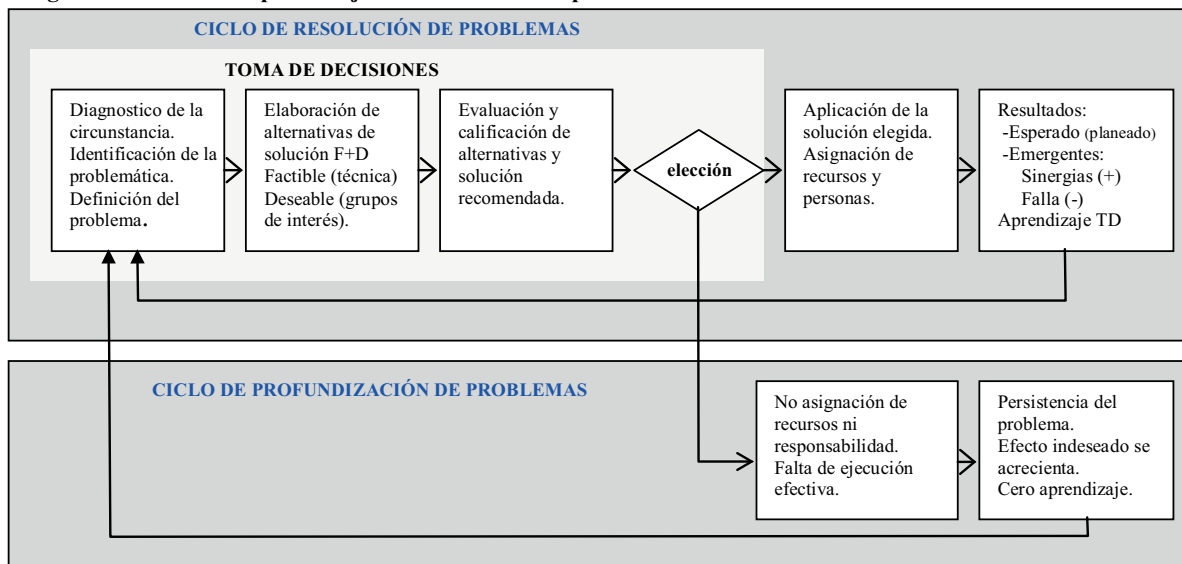 CICLO DE RESOLUCIÓN DE PROBLEMAS
TOMA DE DECISIONES
Diagnostico de la
circunstancia.
Identificación de la
problemática.
Definición del
problema.
Elaboración de
alternativas de
solución F+D
Factible (técnica)
Deseable (grupos
de interés).
Evaluación y
calificación de
alternativas y
solución
recomendada.
elección
Aplicación de la
solución elegida.
Asignación de
recursos y
personas.
Resultados:
-Esperado (planeado)
-Emergentes:
Sinergias (+)
Falla (-)
Aprendizaje TD
CICLO DE PROFUNDIZACIÓN DE PROBLEMAS
No asignación de
recursos ni
responsabilidad.
Falta de ejecución
efectiva.
Persistencia del
problema.
Efecto indeseado se
acrecienta.
Cero aprendizaje.